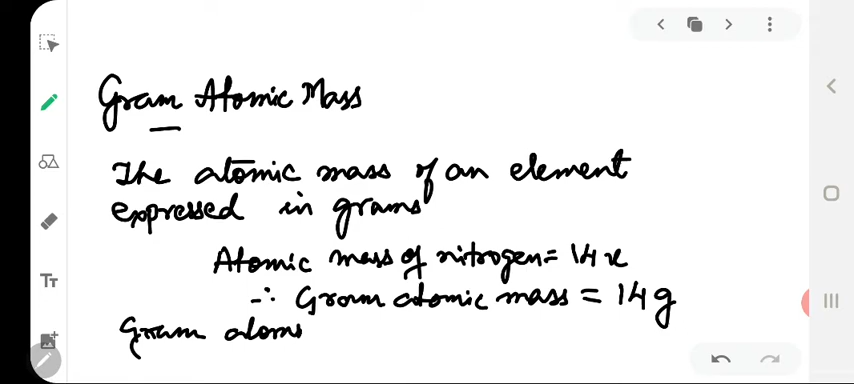 Gram Atomic Mass
The atomic mass of an element
expressed in grams
Atomic mass of nitrogen = 14 u
∴ Gram atomic mass = 14 g
Gram atoms
Tт